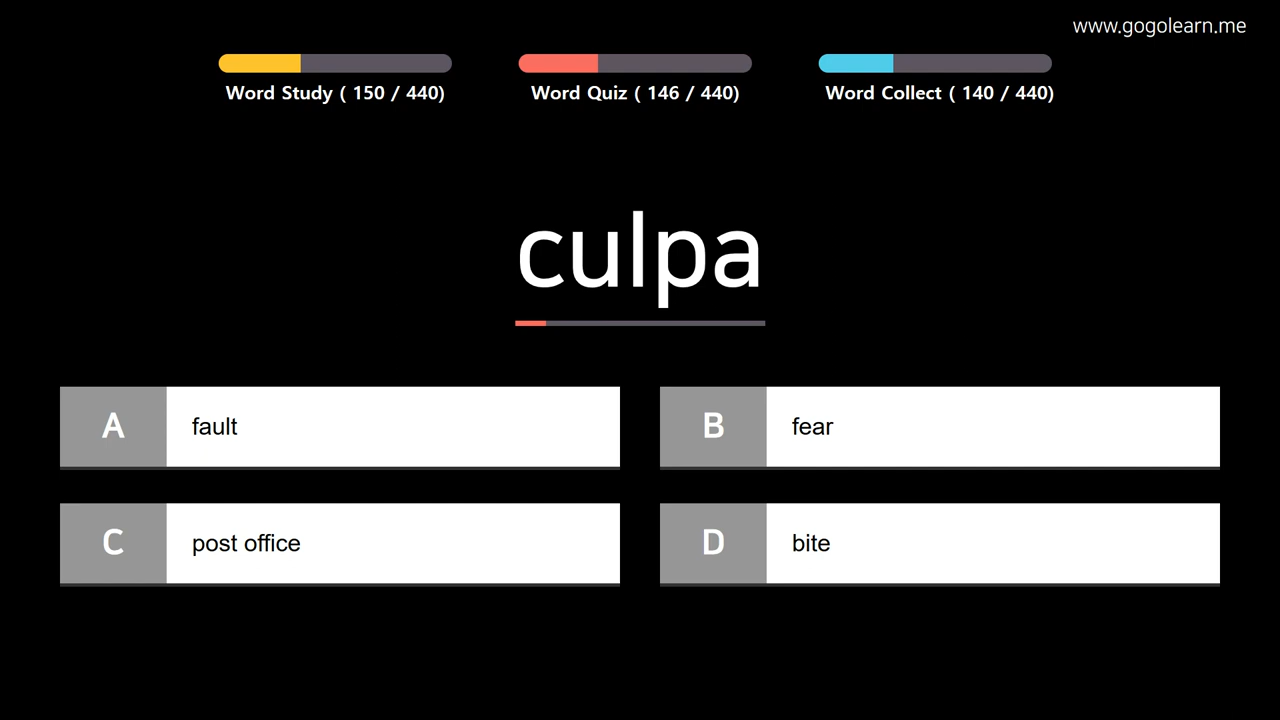 www.gogolearn.me
Word Study ( 150 / 440)
Word Quiz ( 146 / 440)
Word Collect ( 140 / 440)
culpa
A fault
B fear
C post office
D bite